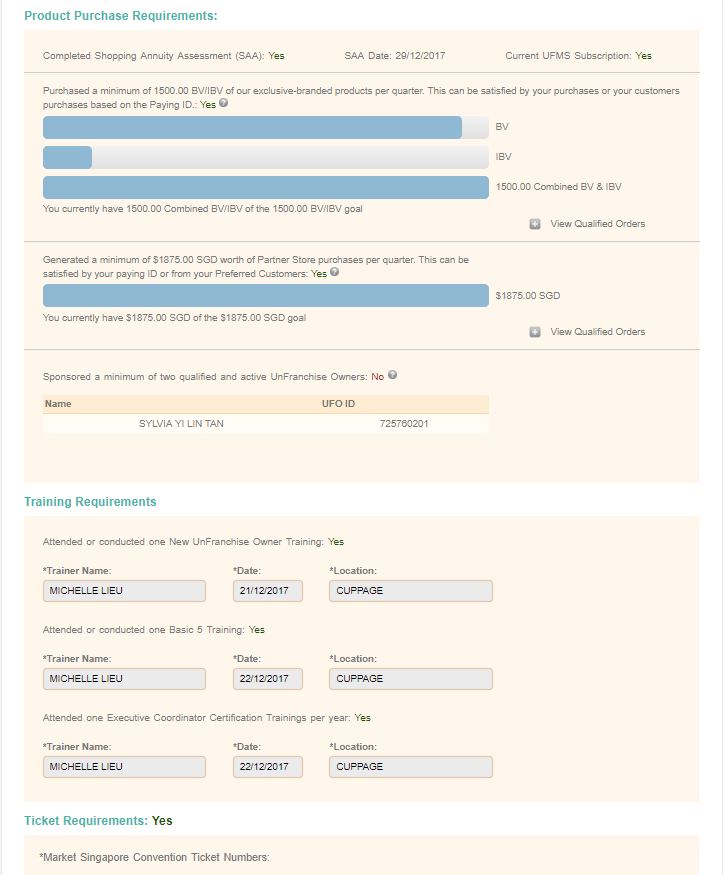 Product Purchase Requirements:
Completed Shopping Annuity Assessment (SAA): Yes SAA Date: 29/12/2017 Current UFMS Subscription: Yes
Purchased a minimum of 1500.00 BV/IBV of our exclusive-branded products per quarter. This can be satisfied by your purchases or your customers
purchases based on the Paying ID.: Yes ?
BV
IBV
1500.00 Combined BV & IBV
You currently have 1500.00 Combined BV/IBV of the 1500.00 BV/IBV goal
+ View Qualified Orders
Generated a minimum of $1875.00 SGD worth of Partner Store purchases per quarter. This can be
satisfied by your paying ID or from your Preferred Customers: Yes ?
$1875.00 SGD
You currently have $1875.00 SGD of the $1875.00 SGD goal
+ View Qualified Orders
Sponsored a minimum of two qualified and active UnFranchise Owners: No ?
Name UFO ID
SYLVIA YI LIN TAN 725760201
Training Requirements
Attended or conducted one New UnFranchise Owner Training: Yes
*Trainer Name: *Date: *Location:
MICHELLE LIEU 21/12/2017 CUPPAGE
Attended or conducted one Basic 5 Training: Yes
*Trainer Name: *Date: *Location:
MICHELLE LIEU 22/12/2017 CUPPAGE
Attended one Executive Coordinator Certification Trainings per year: Yes
*Trainer Name: *Date: *Location:
MICHELLE LIEU 22/12/2017 CUPPAGE
Ticket Requirements: Yes
*Market Singapore Convention Ticket Numbers: